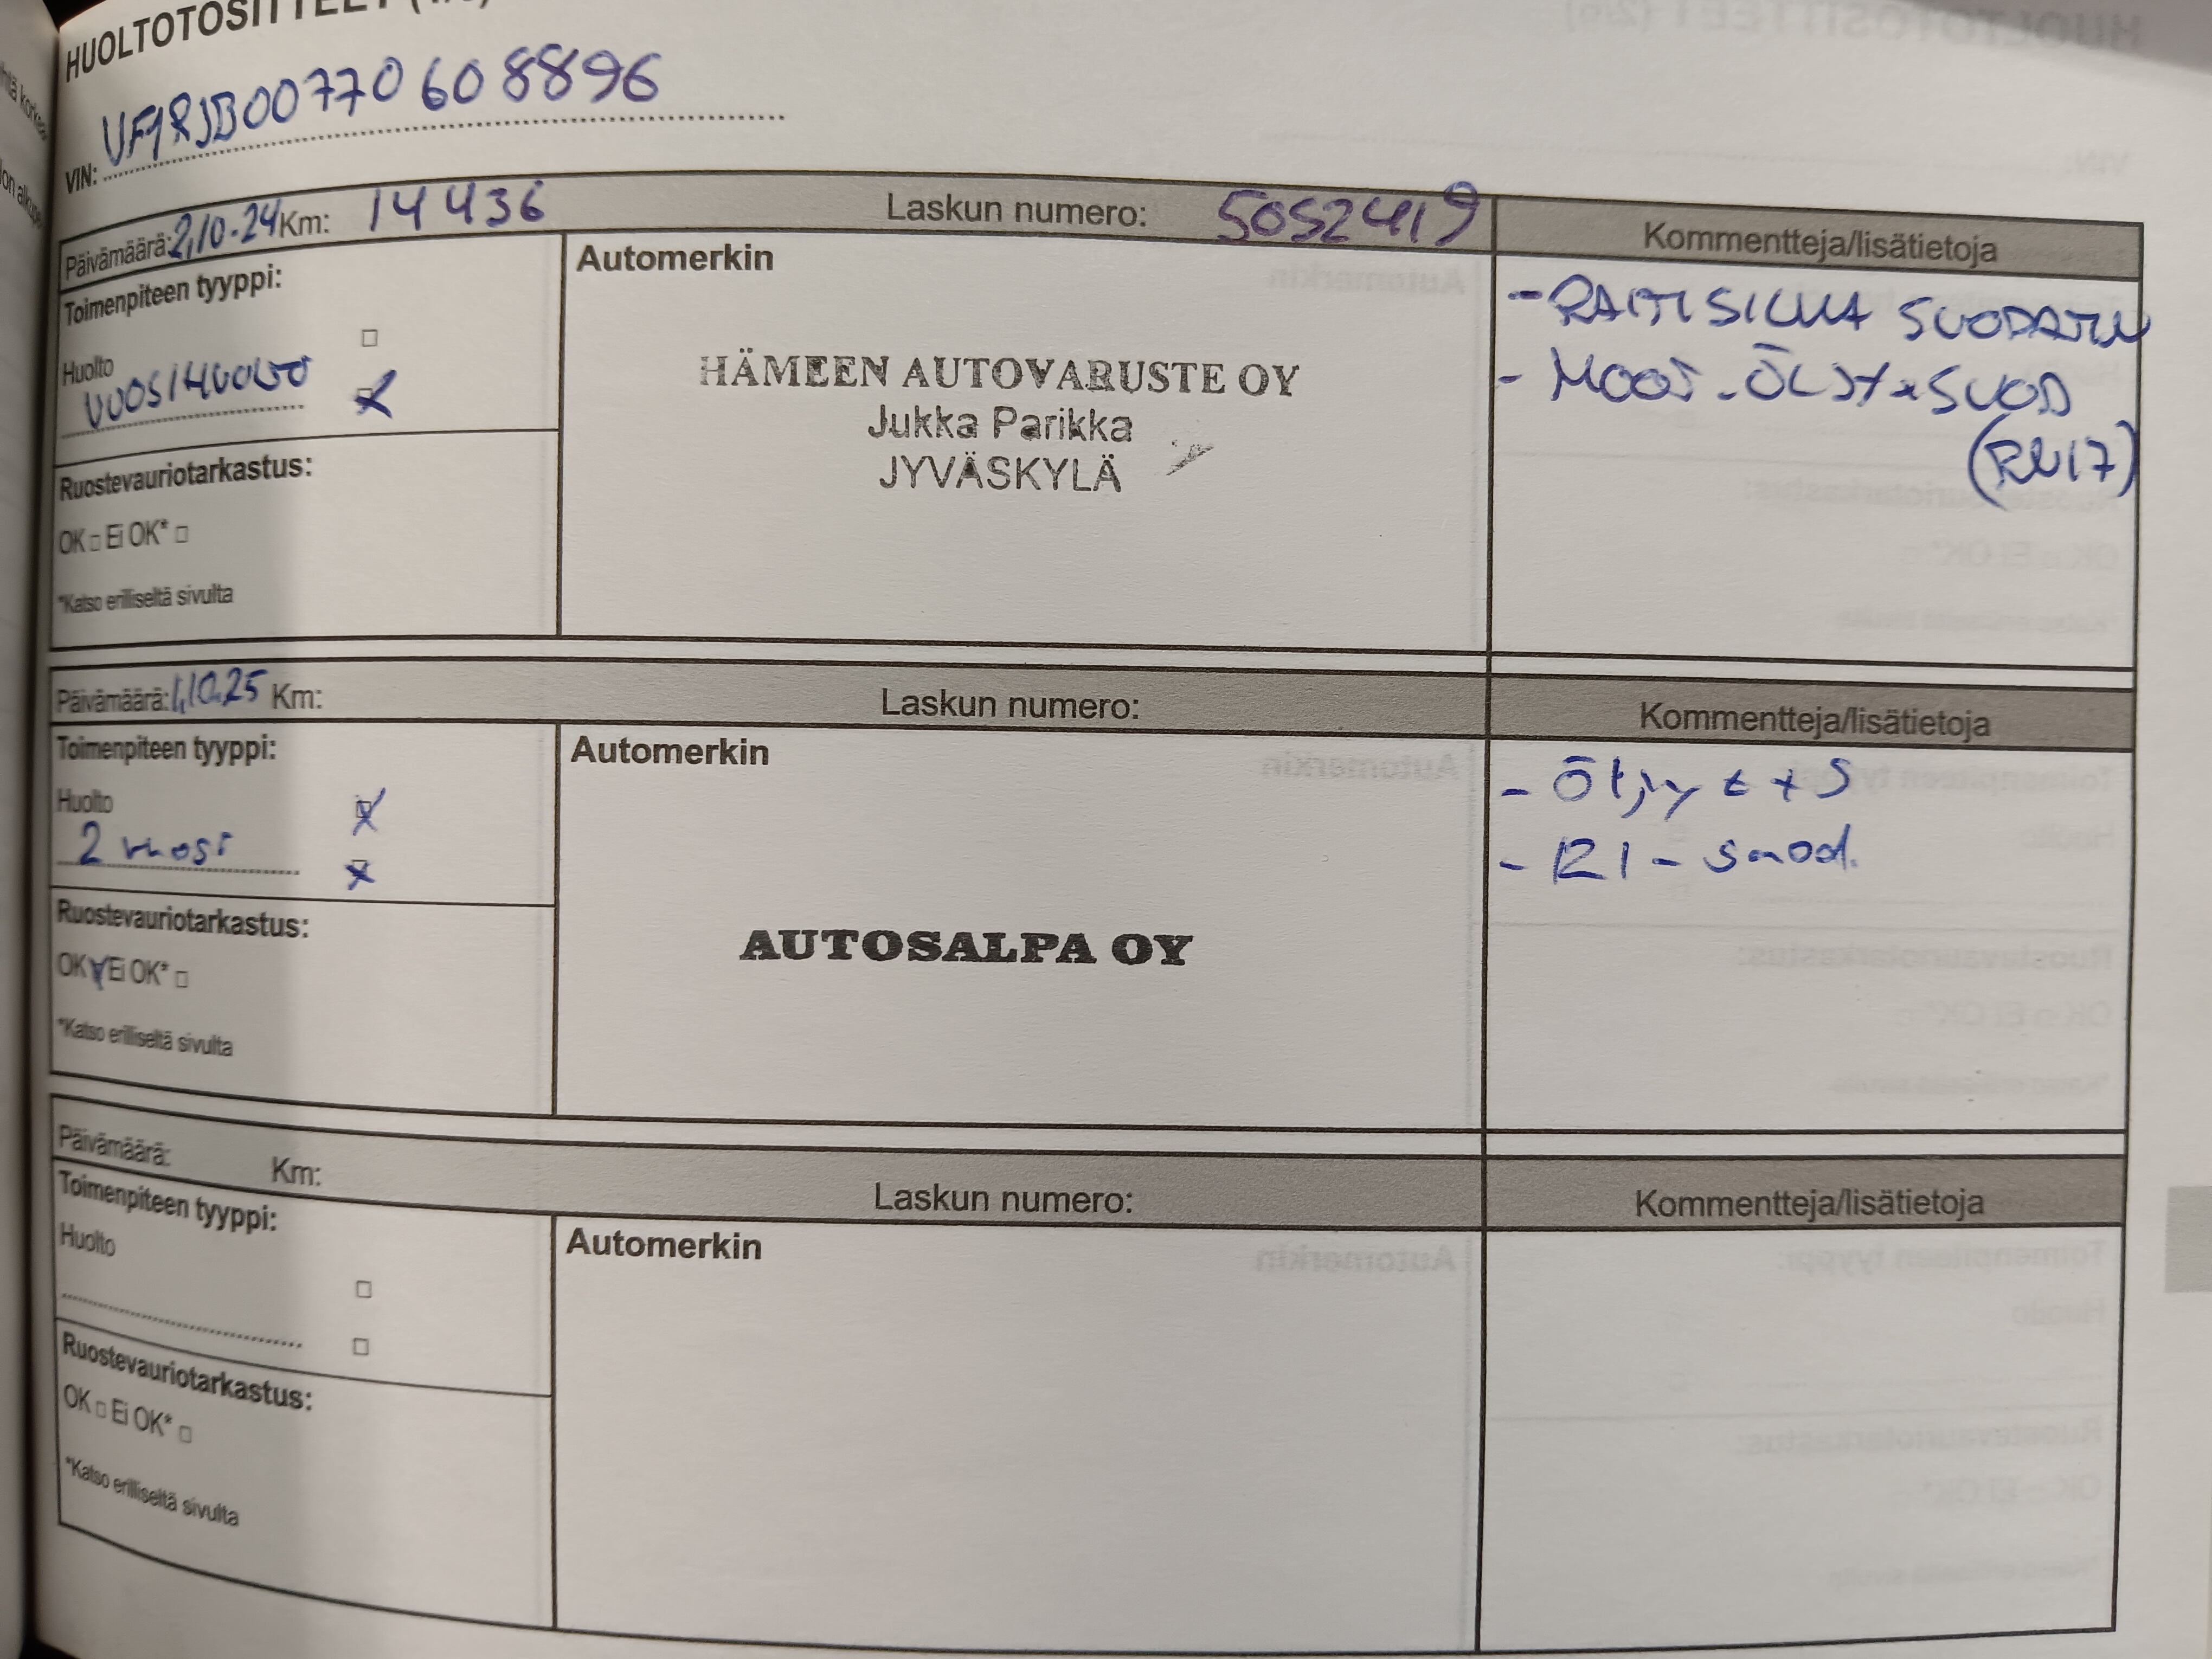 HUOLTOTOSITTEET
VIN: VF1RJB00770608896
Päivämäärä: 2,10.24 Km: 14436 Laskun numero: 5052419 Kommentteja/lisätietoja
Toimenpiteen tyyppi:
Huolto
VUOSIHUOLTO
Ruostevauriotarkastus:
OK □ Ei OK* □
*Katso erilliseltä sivulta
Automerkin
HÄMEEN AUTOVARUSTE OY
Jukka Parikka
JYVÄSKYLÄ
- RAITISILMA SUODATIN
- MOOT. ÖLJY + SUOD
(RN17)
Päivämäärä: 1,10.25 Km: Laskun numero: Kommentteja/lisätietoja
Toimenpiteen tyyppi:
Huolto
2 vuosi
Ruostevauriotarkastus:
OK Ei OK* □
*Katso erilliseltä sivulta
Automerkin
AUTOSALPA OY
- Öljyt + S
- RI - suod.
Päivämäärä: Km: Laskun numero: Kommentteja/lisätietoja
Toimenpiteen tyyppi:
Huolto
Ruostevauriotarkastus:
OK □ Ei OK* □
*Katso erilliseltä sivulta
Automerkin